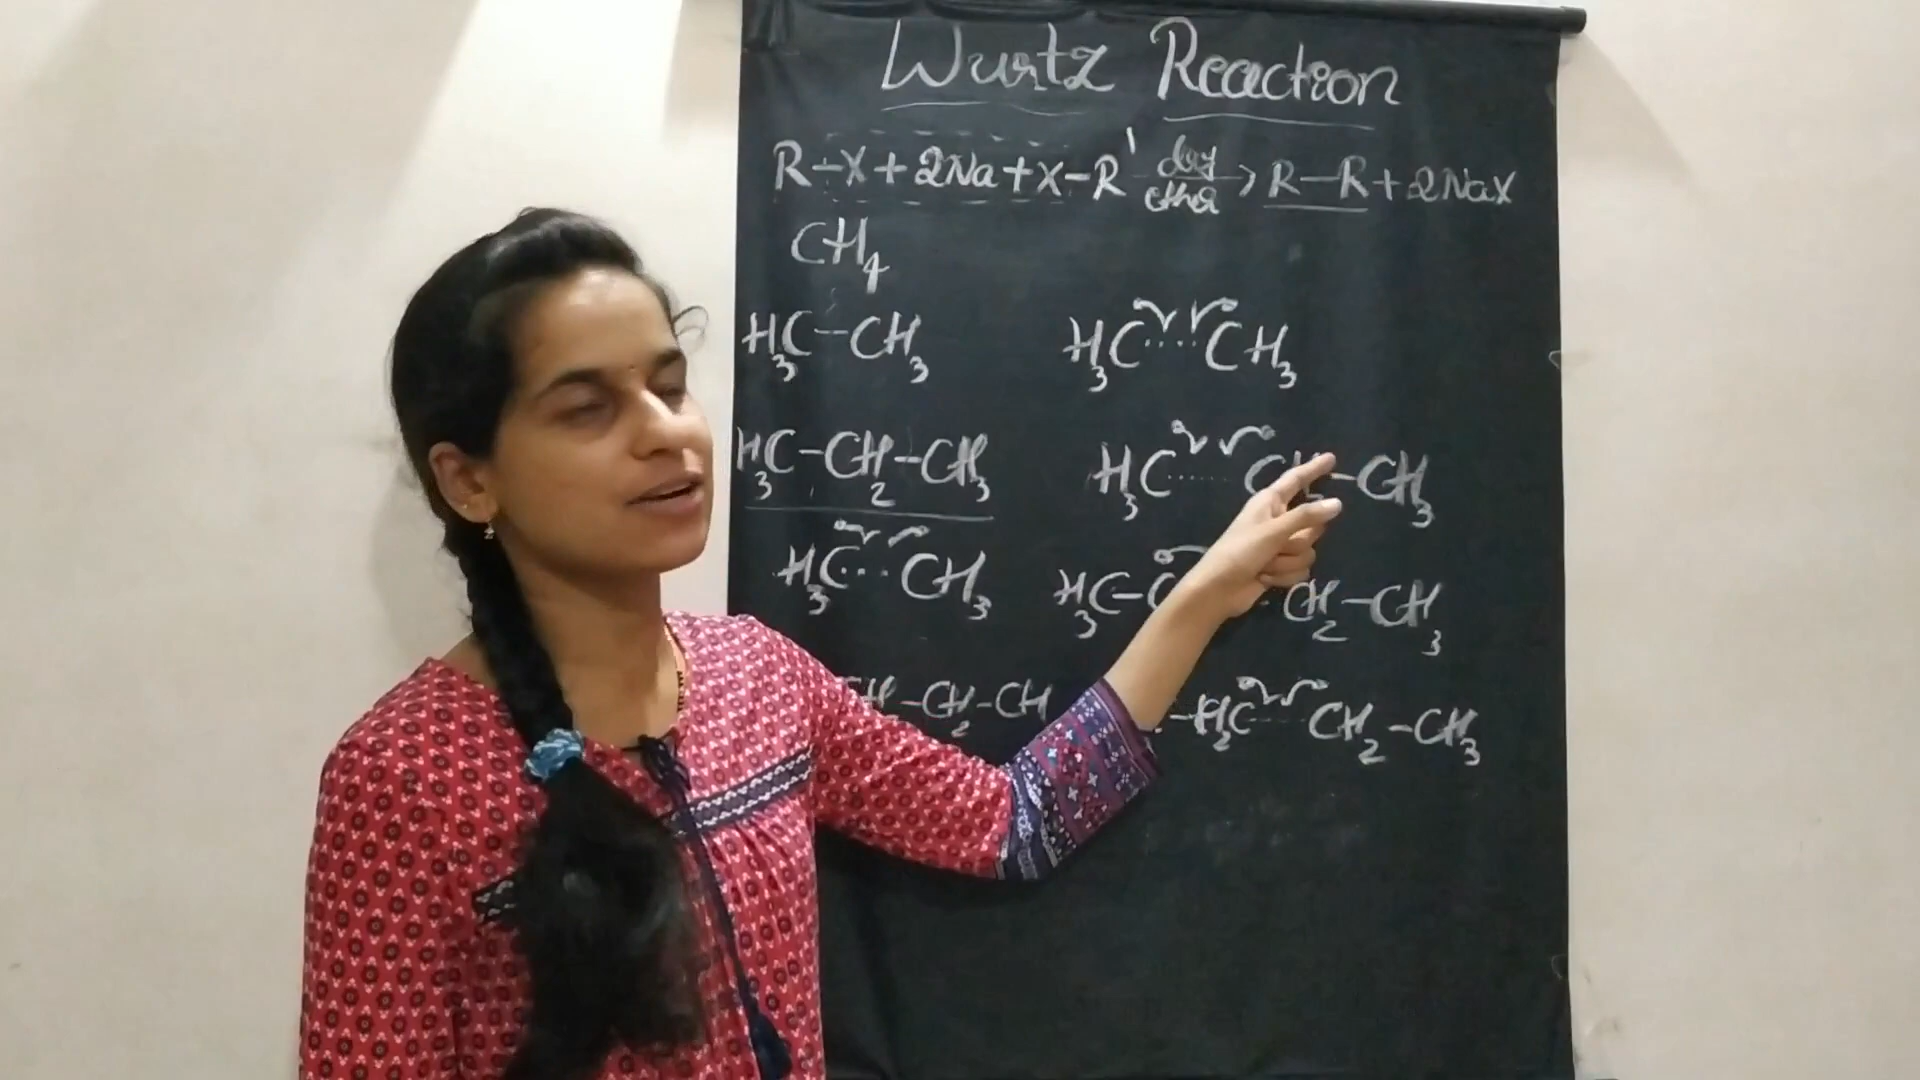 Wurtz Reaction
R-X+2Na+X-R' dry ether → R-R+2NaX
CH4
H3C-CH3 H3C....CH3
H3C-CH2-CH3 H3C......CH2-CH3
H3C....CH3 H3C-C CH2-CH3
CH-CH2-CH -H2C....CH2-CH3